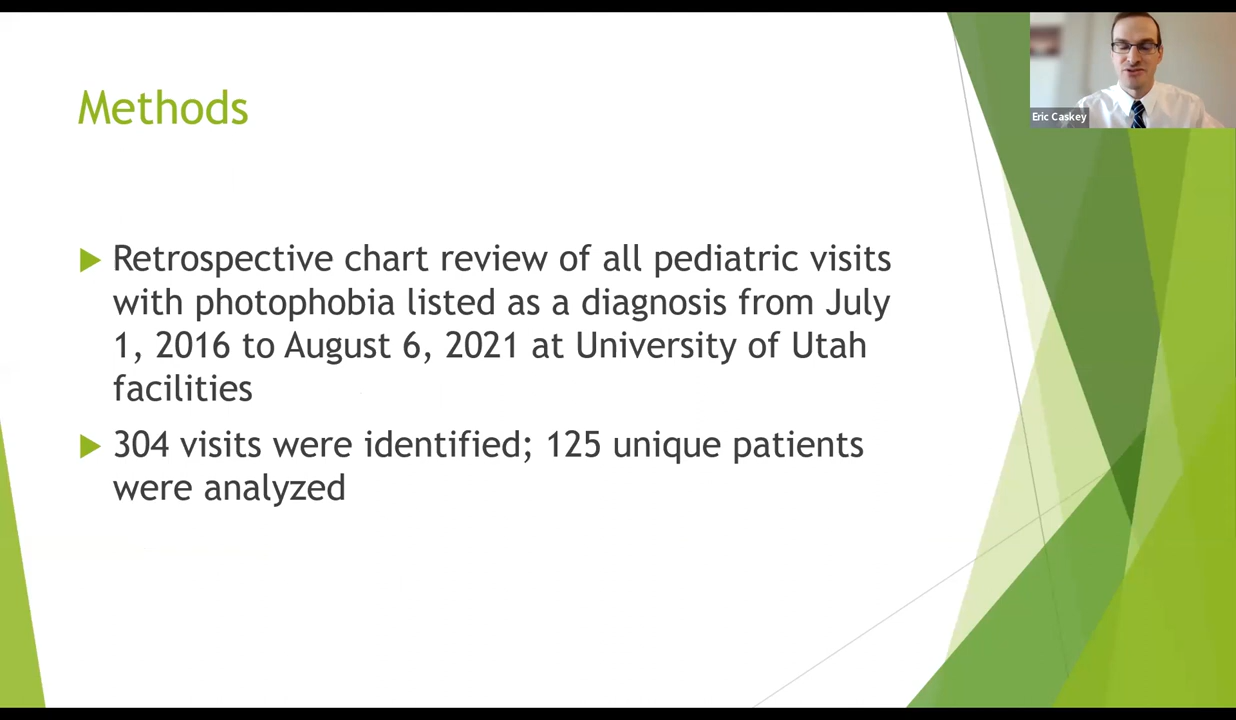 Methods
Eric Caskey
Retrospective chart review of all pediatric visits
with photophobia listed as a diagnosis from July
1, 2016 to August 6, 2021 at University of Utah
facilities
304 visits were identified; 125 unique patients
were analyzed